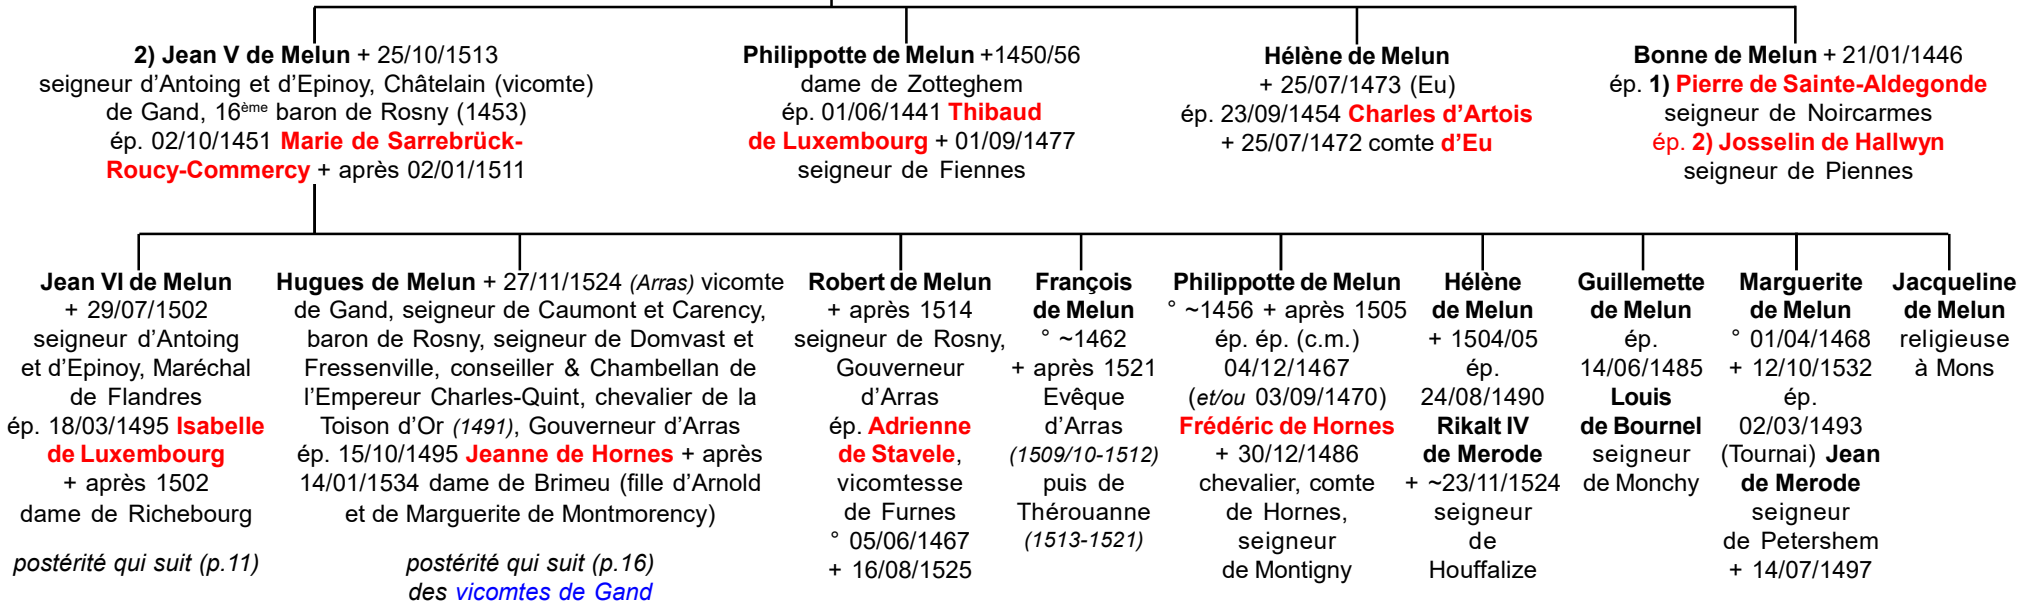 2) Jean V de Melun + 25/10/1513
seigneur d'Antoing et d'Epinoy, Châtelain (vicomte)
de Gand, 16ème baron de Rosny (1453)
ép. 02/10/1451 Marie de Sarrebrück-
Roucy-Commercy + après 02/01/1511
Philippotte de Melun +1450/56
dame de Zotteghem
ép. 01/06/1441 Thibaud
de Luxembourg + 01/09/1477
seigneur de Fiennes
Hélène de Melun
+ 25/07/1473 (Eu)
ép. 23/09/1454 Charles d'Artois
+ 25/07/1472 comte d'Eu
Bonne de Melun + 21/01/1446
ép. 1) Pierre de Sainte-Aldegonde
seigneur de Noircarmes
ép. 2) Josselin de Hallwyn
seigneur de Piennes
Jean VI de Melun
+ 29/07/1502
seigneur d'Antoing
et d'Epinoy, Maréchal
de Flandres
ép. 18/03/1495 Isabelle
de Luxembourg
+ après 1502
dame de Richebourg
postérité qui suit (p.11)
Hugues de Melun + 27/11/1524 (Arras) vicomte
de Gand, seigneur de Caumont et Carency,
baron de Rosny, seigneur de Domvast et
Fressenville, conseiller & Chambellan de
l'Empereur Charles-Quint, chevalier de la
Toison d'Or (1491), Gouverneur d'Arras
ép. 15/10/1495 Jeanne de Hornes + après
14/01/1534 dame de Brimeu (fille d'Arnold
et de Marguerite de Montmorency)
postérité qui suit (p.16)
des vicomtes de Gand
Robert de Melun
+ après 1514
seigneur de Rosny,
Gouverneur
d'Arras
ép. Adrienne
de Stavele,
vicomtesse
de Furnes
° 05/06/1467
+ 16/08/1525
François
de Melun
° ~1462
+ après 1521
Evêque
d'Arras
(1509/10-1512)
puis de
Thérouanne
(1513-1521)
Philippotte de Melun
° ~1456 + après 1505
ép. ép. (c.m.)
04/12/1467
(et/ou 03/09/1470)
Frédéric de Hornes
+ 30/12/1486
chevalier, comte
de Hornes,
seigneur
de Montigny
Hélène
de Melun
+ 1504/05
ép.
24/08/1490
Rikalt IV
de Merode
+ ~23/11/1524
seigneur
de
Houffalize
Guillemette
de Melun
ép.
14/06/1485
Louis
de Bournel
seigneur
de Monchy
Marguerite
de Melun
° 01/04/1468
+ 12/10/1532
ép.
02/03/1493
(Tournai) Jean
de Merode
seigneur
de Petershem
+ 14/07/1497
Jacqueline
de Melun
religieuse
à Mons